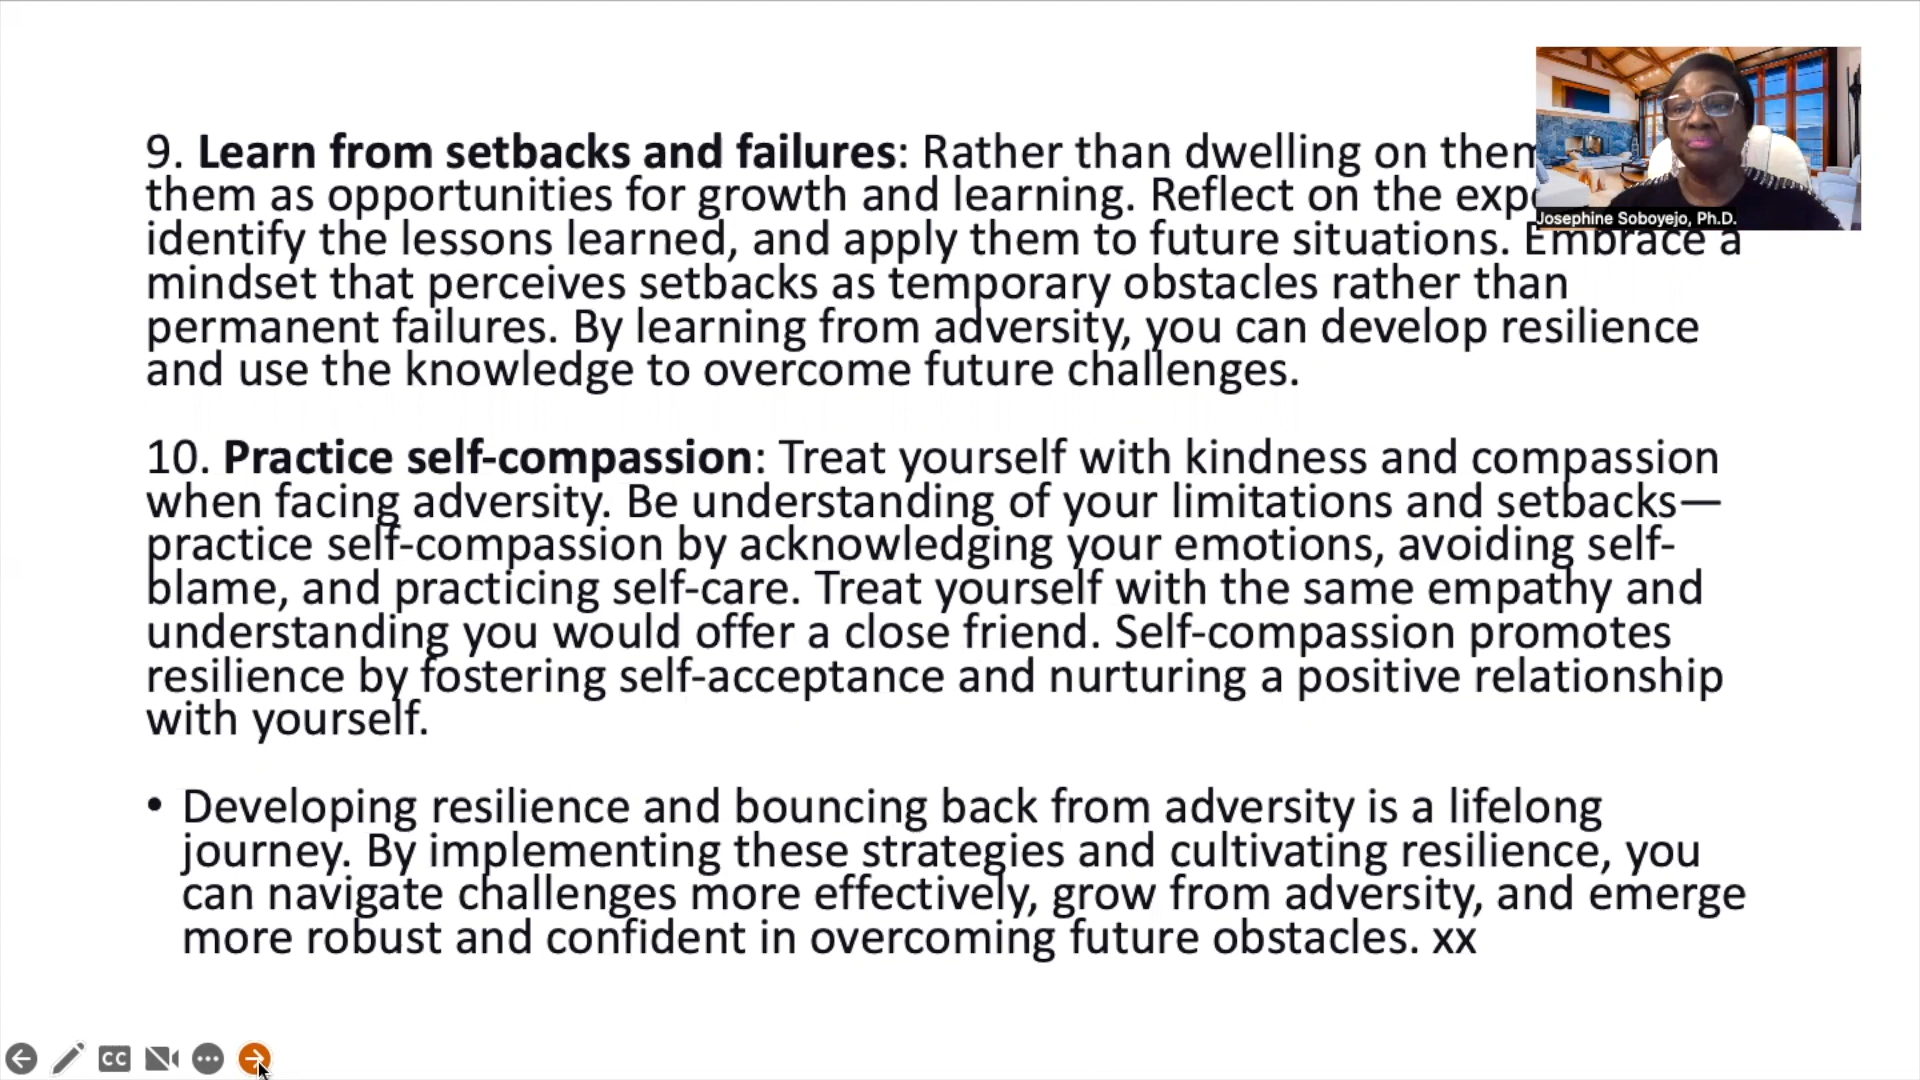 9. Learn from setbacks and failures: Rather than dwelling on them
them as opportunities for growth and learning. Reflect on the
identify the lessons learned, and apply them to future situations. Embrace a
mindset that perceives setbacks as temporary obstacles rather than
permanent failures. By learning from adversity, you can develop resilience
and use the knowledge to overcome future challenges.
10. Practice self-compassion: Treat yourself with kindness and compassion
when facing adversity. Be understanding of your limitations and setbacks—
practice self-compassion by acknowledging your emotions, avoiding self-
blame, and practicing self-care. Treat yourself with the same empathy and
understanding you would offer a close friend. Self-compassion promotes
resilience by fostering self-acceptance and nurturing a positive relationship
with yourself.
• Developing resilience and bouncing back from adversity is a lifelong
journey. By implementing these strategies and cultivating resilience, you
can navigate challenges more effectively, grow from adversity, and emerge
more robust and confident in overcoming future obstacles. xx
Josephine Soboyejo, Ph.D.
CC